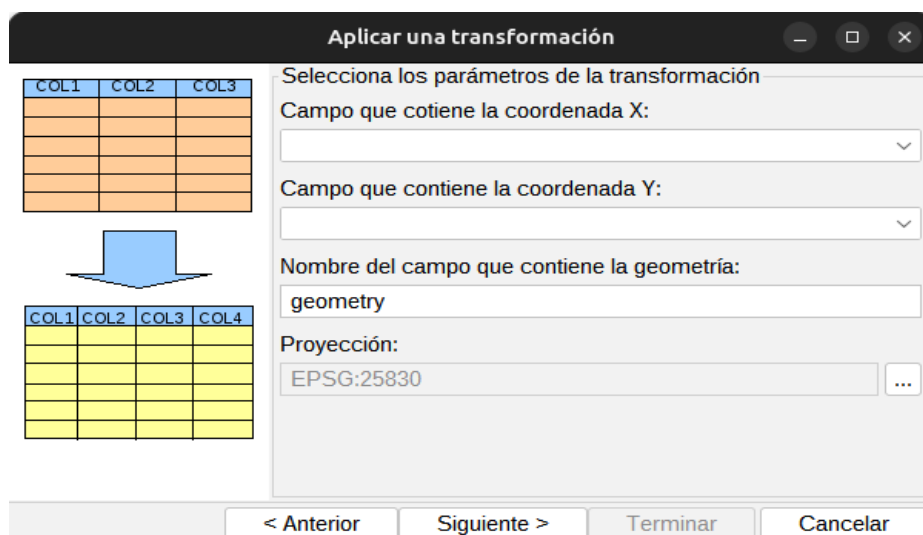 Aplicar una transformación
COL1 COL2 COL3
COL1 COL2 COL3 COL4
Selecciona los parámetros de la transformación
Campo que cotiene la coordenada X:
Campo que contiene la coordenada Y:
Nombre del campo que contiene la geometría:
geometry
Proyección:
EPSG:25830
...
< Anterior Siguiente > Terminar Cancelar